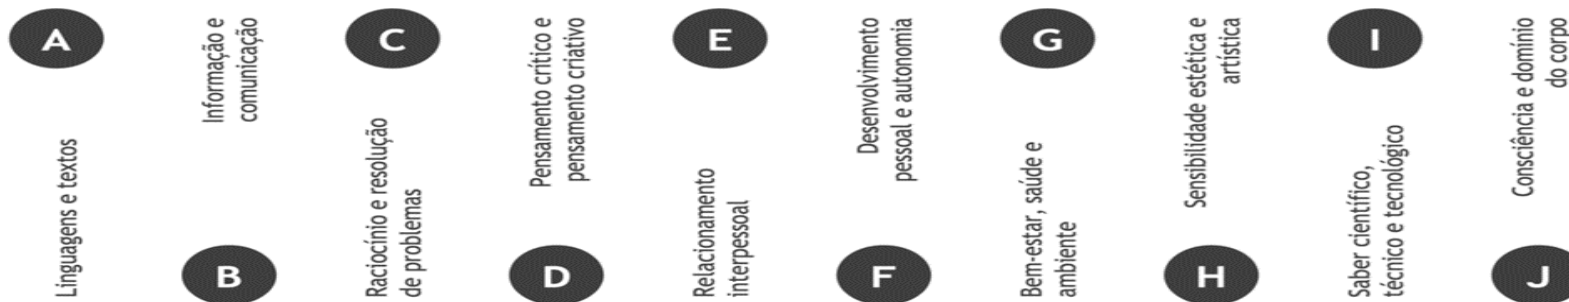 A
Linguagens e textos
Informação e
comunicação
B
C
Raciocínio e resolução
de problemas
Pensamento crítico e
pensamento criativo
D
E
Relacionamento
interpessoal
Desenvolvimento
pessoal e autonomia
F
G
Bem-estar, saúde e
ambiente
Sensibilidade estética e
artística
H
I
Saber científico,
técnico e tecnológico
Consciência e domínio
do corpo
J